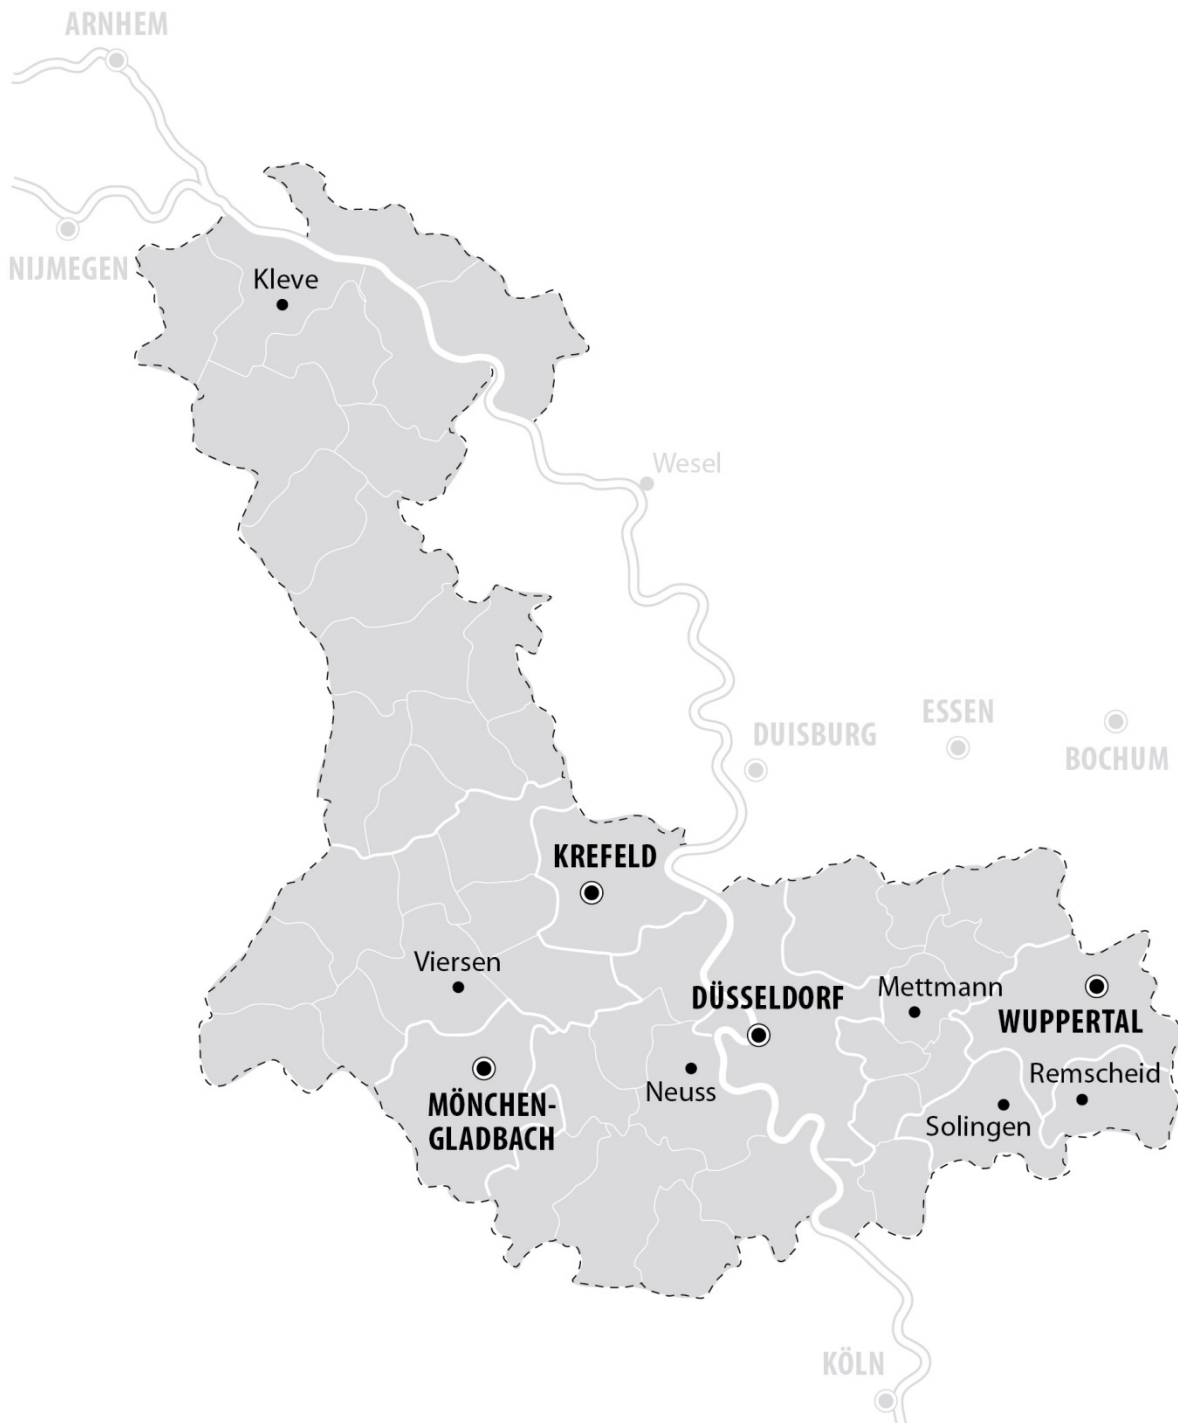 ARNHEM
NIJMEGEN
Kleve
Wesel
ESSEN
DUISBURG
BOCHUM
KREFELD
Viersen
Mettmann
DÜSSELDORF
WUPPERTAL
Remscheid
Neuss
MÖNCHEN-
GLADBACH
Solingen
KÖLN